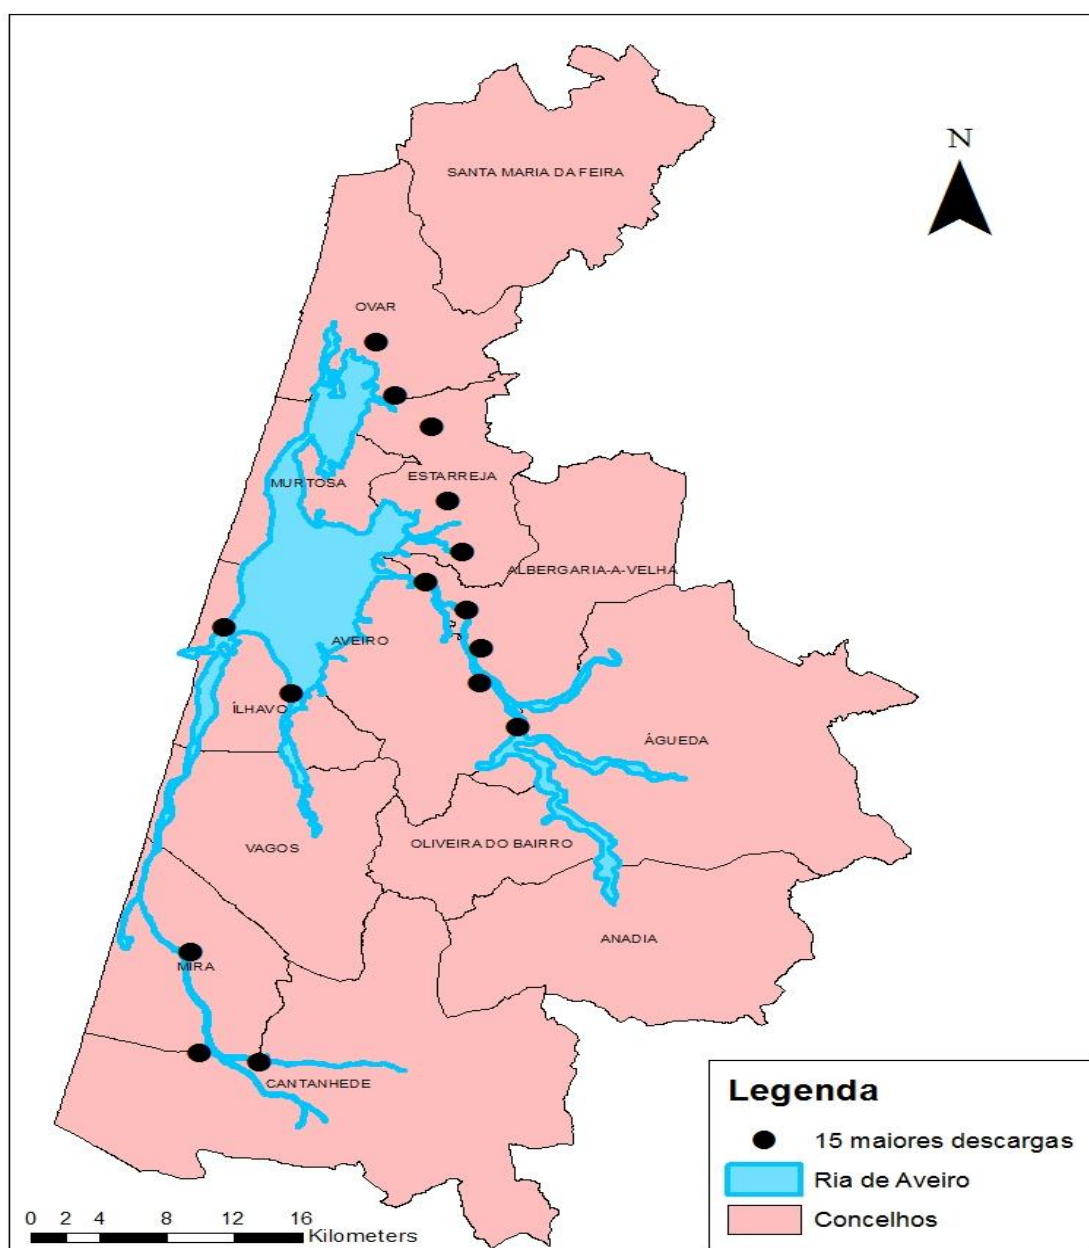 N
SANTA MARIA DA FEIRA
OVAR
ESTARREJA
MURTOSA
ALBERGARIA-A-VELHA
AVEIRO
ÍLHAVO
ÁGUEDA
OLIVEIRA DO BAIRRO
VAGOS
ANADIA
MIRA
CANTANHEDE
Legenda
15 maiores descargas
Ria de Aveiro
Concelhos
0 2 4 8 12 16
Kilometers